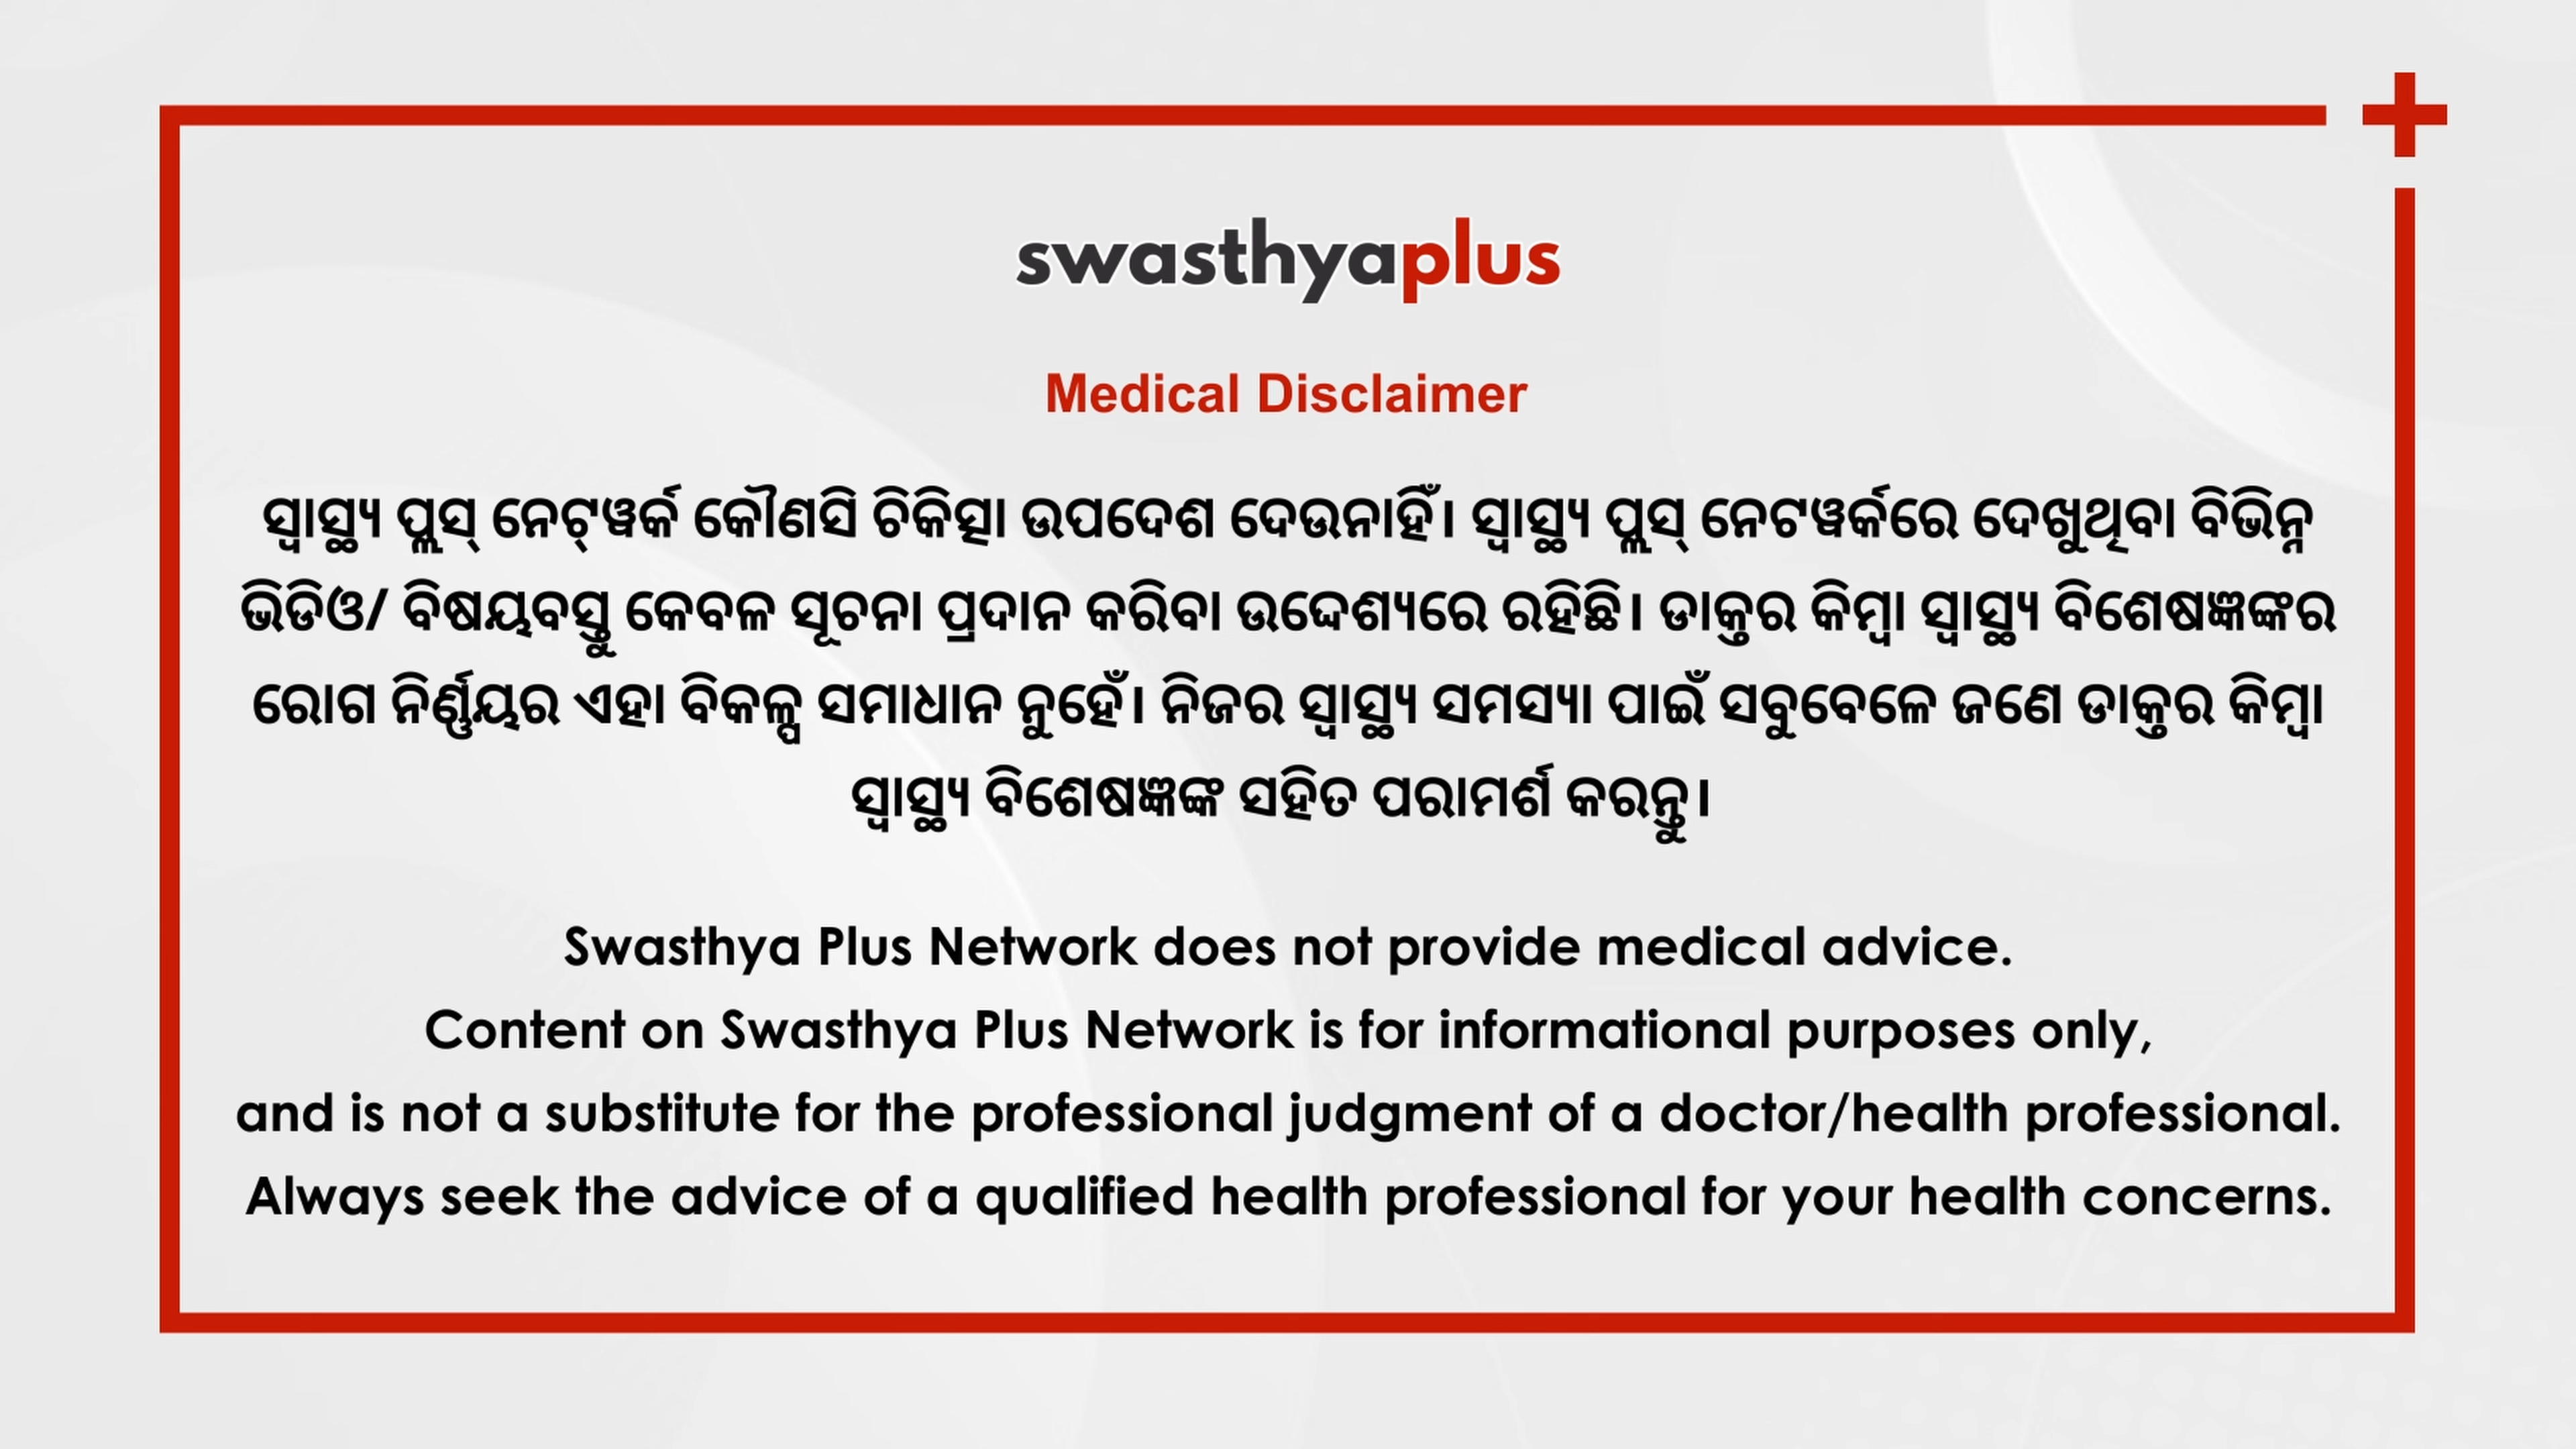 swasthyaplus
Medical Disclaimer
ସ୍ୱାସ୍ଥ୍ୟ ପ୍ଲସ୍ ନେଟ୍‌ୱର୍କ କୌଣସି ଚିକିତ୍ସା ଉପଦେଶ ଦେଉନାହିଁ। ସ୍ୱାସ୍ଥ୍ୟ ପ୍ଲସ୍ ନେଟୱର୍କରେ ଦେଖୁଥିବା ବିଭିନ୍ନ
ଭିଡିଓ/ ବିଷୟବସ୍ତୁ କେବଳ ସୂଚନା ପ୍ରଦାନ କରିବା ଉଦ୍ଦେଶ୍ୟରେ ରହିଛି। ଡାକ୍ତର କିମ୍ବା ସ୍ୱାସ୍ଥ୍ୟ ବିଶେଷଜ୍ଞଙ୍କର
ରୋଗ ନିର୍ଣ୍ଣୟର ଏହା ବିକଳ୍ପ ସମାଧାନ ନୁହେଁ। ନିଜର ସ୍ୱାସ୍ଥ୍ୟ ସମସ୍ୟା ପାଇଁ ସବୁବେଳେ ଜଣେ ଡାକ୍ତର କିମ୍ବା
ସ୍ୱାସ୍ଥ୍ୟ ବିଶେଷଜ୍ଞଙ୍କ ସହିତ ପରାମର୍ଶ କରନ୍ତୁ।
Swasthya Plus Network does not provide medical advice.
Content on Swasthya Plus Network is for informational purposes only,
and is not a substitute for the professional judgment of a doctor/health professional.
Always seek the advice of a qualified health professional for your health concerns.